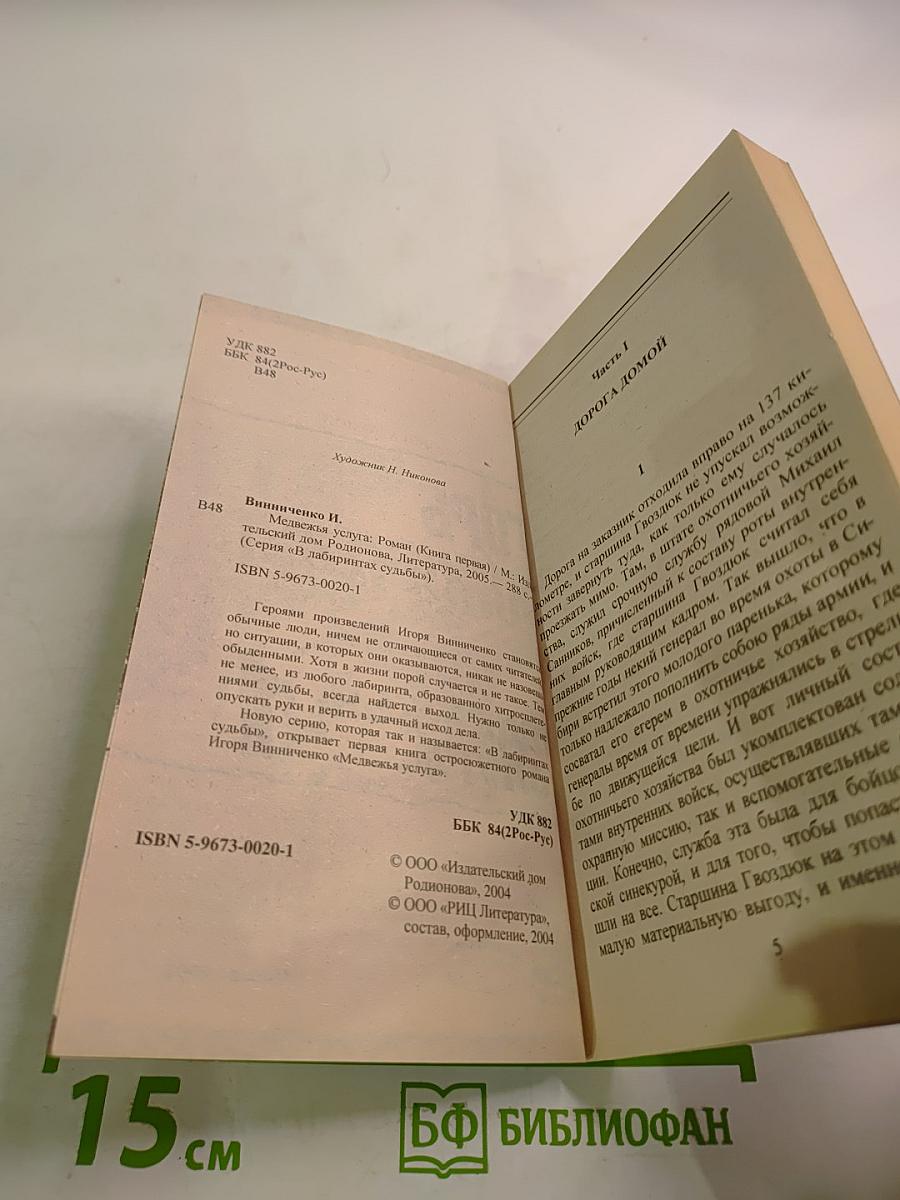 УДК 882
ББК 84(2Рос-Рус)
В48
Художник Н. Никонова
Винниченко И.
В48 Медвежья услуга: Роман (Книга первая) / М.: Изда-
тельский дом Родионова, Литература, 2005.— 288 с.
(Серия «В лабиринтах судьбы»).
ISBN 5-9673-0020-1
Героями произведений Игоря Винниченко становятся
обычные люди, ничем не отличающиеся от самих читателей,
но ситуации, в которых они оказываются, никак не назовешь
обыденными. Хотя в жизни порой случается и не такое. Тем
не менее, из любого лабиринта, образованного хитросплете-
ниями судьбы, всегда найдется выход. Нужно только не
опускать руки и верить в удачный исход дела.
Новую серию, которая так и называется: «В лабиринтах
судьбы», открывает первая книга остросюжетного романа
Игоря Винниченко «Медвежья услуга».
УДК 882
ББК 84(2Рос-Рус)
ISBN 5-9673-0020-1
© ООО «Издательский дом
Родионова», 2004
© ООО «РИЦ Литература»,
состав, оформление, 2004
Часть I
ДОРОГА ДОМОЙ
1
Дорога на заказник отходила вправо на 137 ки-
лометре, и старшина Гвоздюк не упускал возмож-
ности завернуть туда, как только ему случалось
проезжать мимо. Там, в штате охотничьего хозяй-
ства, служил срочную службу рядовой Михаил
Санников, причисленный к составу роты внутрен-
них войск, где старшина Гвоздюк считал себя
главным руководящим кадром. Так вышло, что в
прежние годы некий генерал во время охоты в Си-
бири встретил этого молодого паренька, которому
только надлежало пополнить собою ряды армии, и
сосватал его егерем в охотничье хозяйство, где
генералы время от времени упражнялись в стрель-
бе по движущейся цели. И вот личный сост
охотничьего хозяйства был укомплектован сол
тами внутренних войск, осуществлявших там
охранную миссию, так и вспомогательные
ции. Конечно, служба эта была для бойцо
ской синекурой, и для того, чтобы попаст
шли на все. Старшина Гвоздюк на этом
малую материальную выгоду, и именн
5
15 см
БФ БИБЛИОФАН